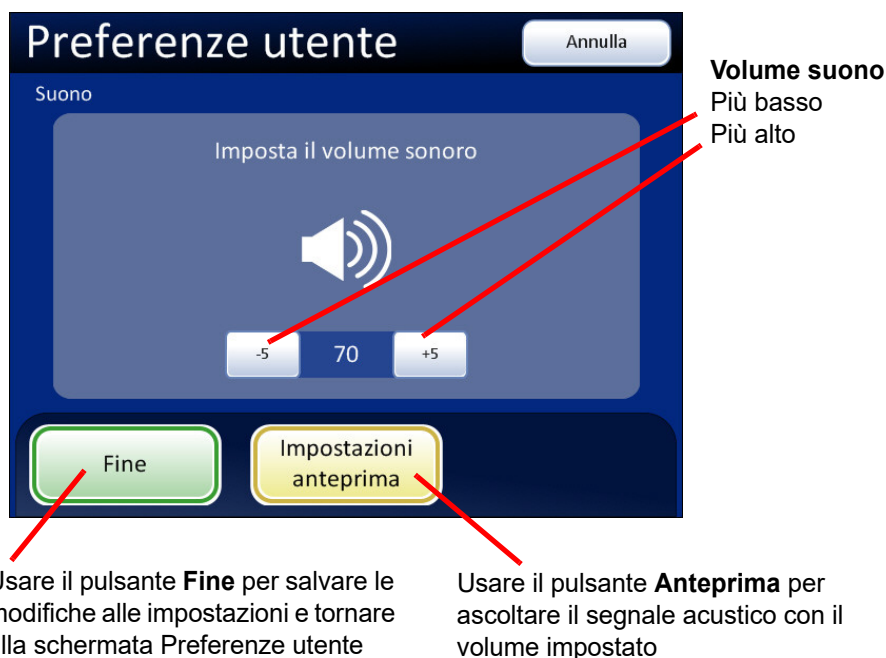 Preferenze utente
Annulla
Suono
Imposta il volume sonoro
-5
70
+5
Fine
Impostazioni
anteprima
Volume suono
Più basso
Più alto
Usare il pulsante Fine per salvare le
modifiche alle impostazioni e tornare
alla schermata Preferenze utente
Usare il pulsante Anteprima per
ascoltare il segnale acustico con il
volume impostato